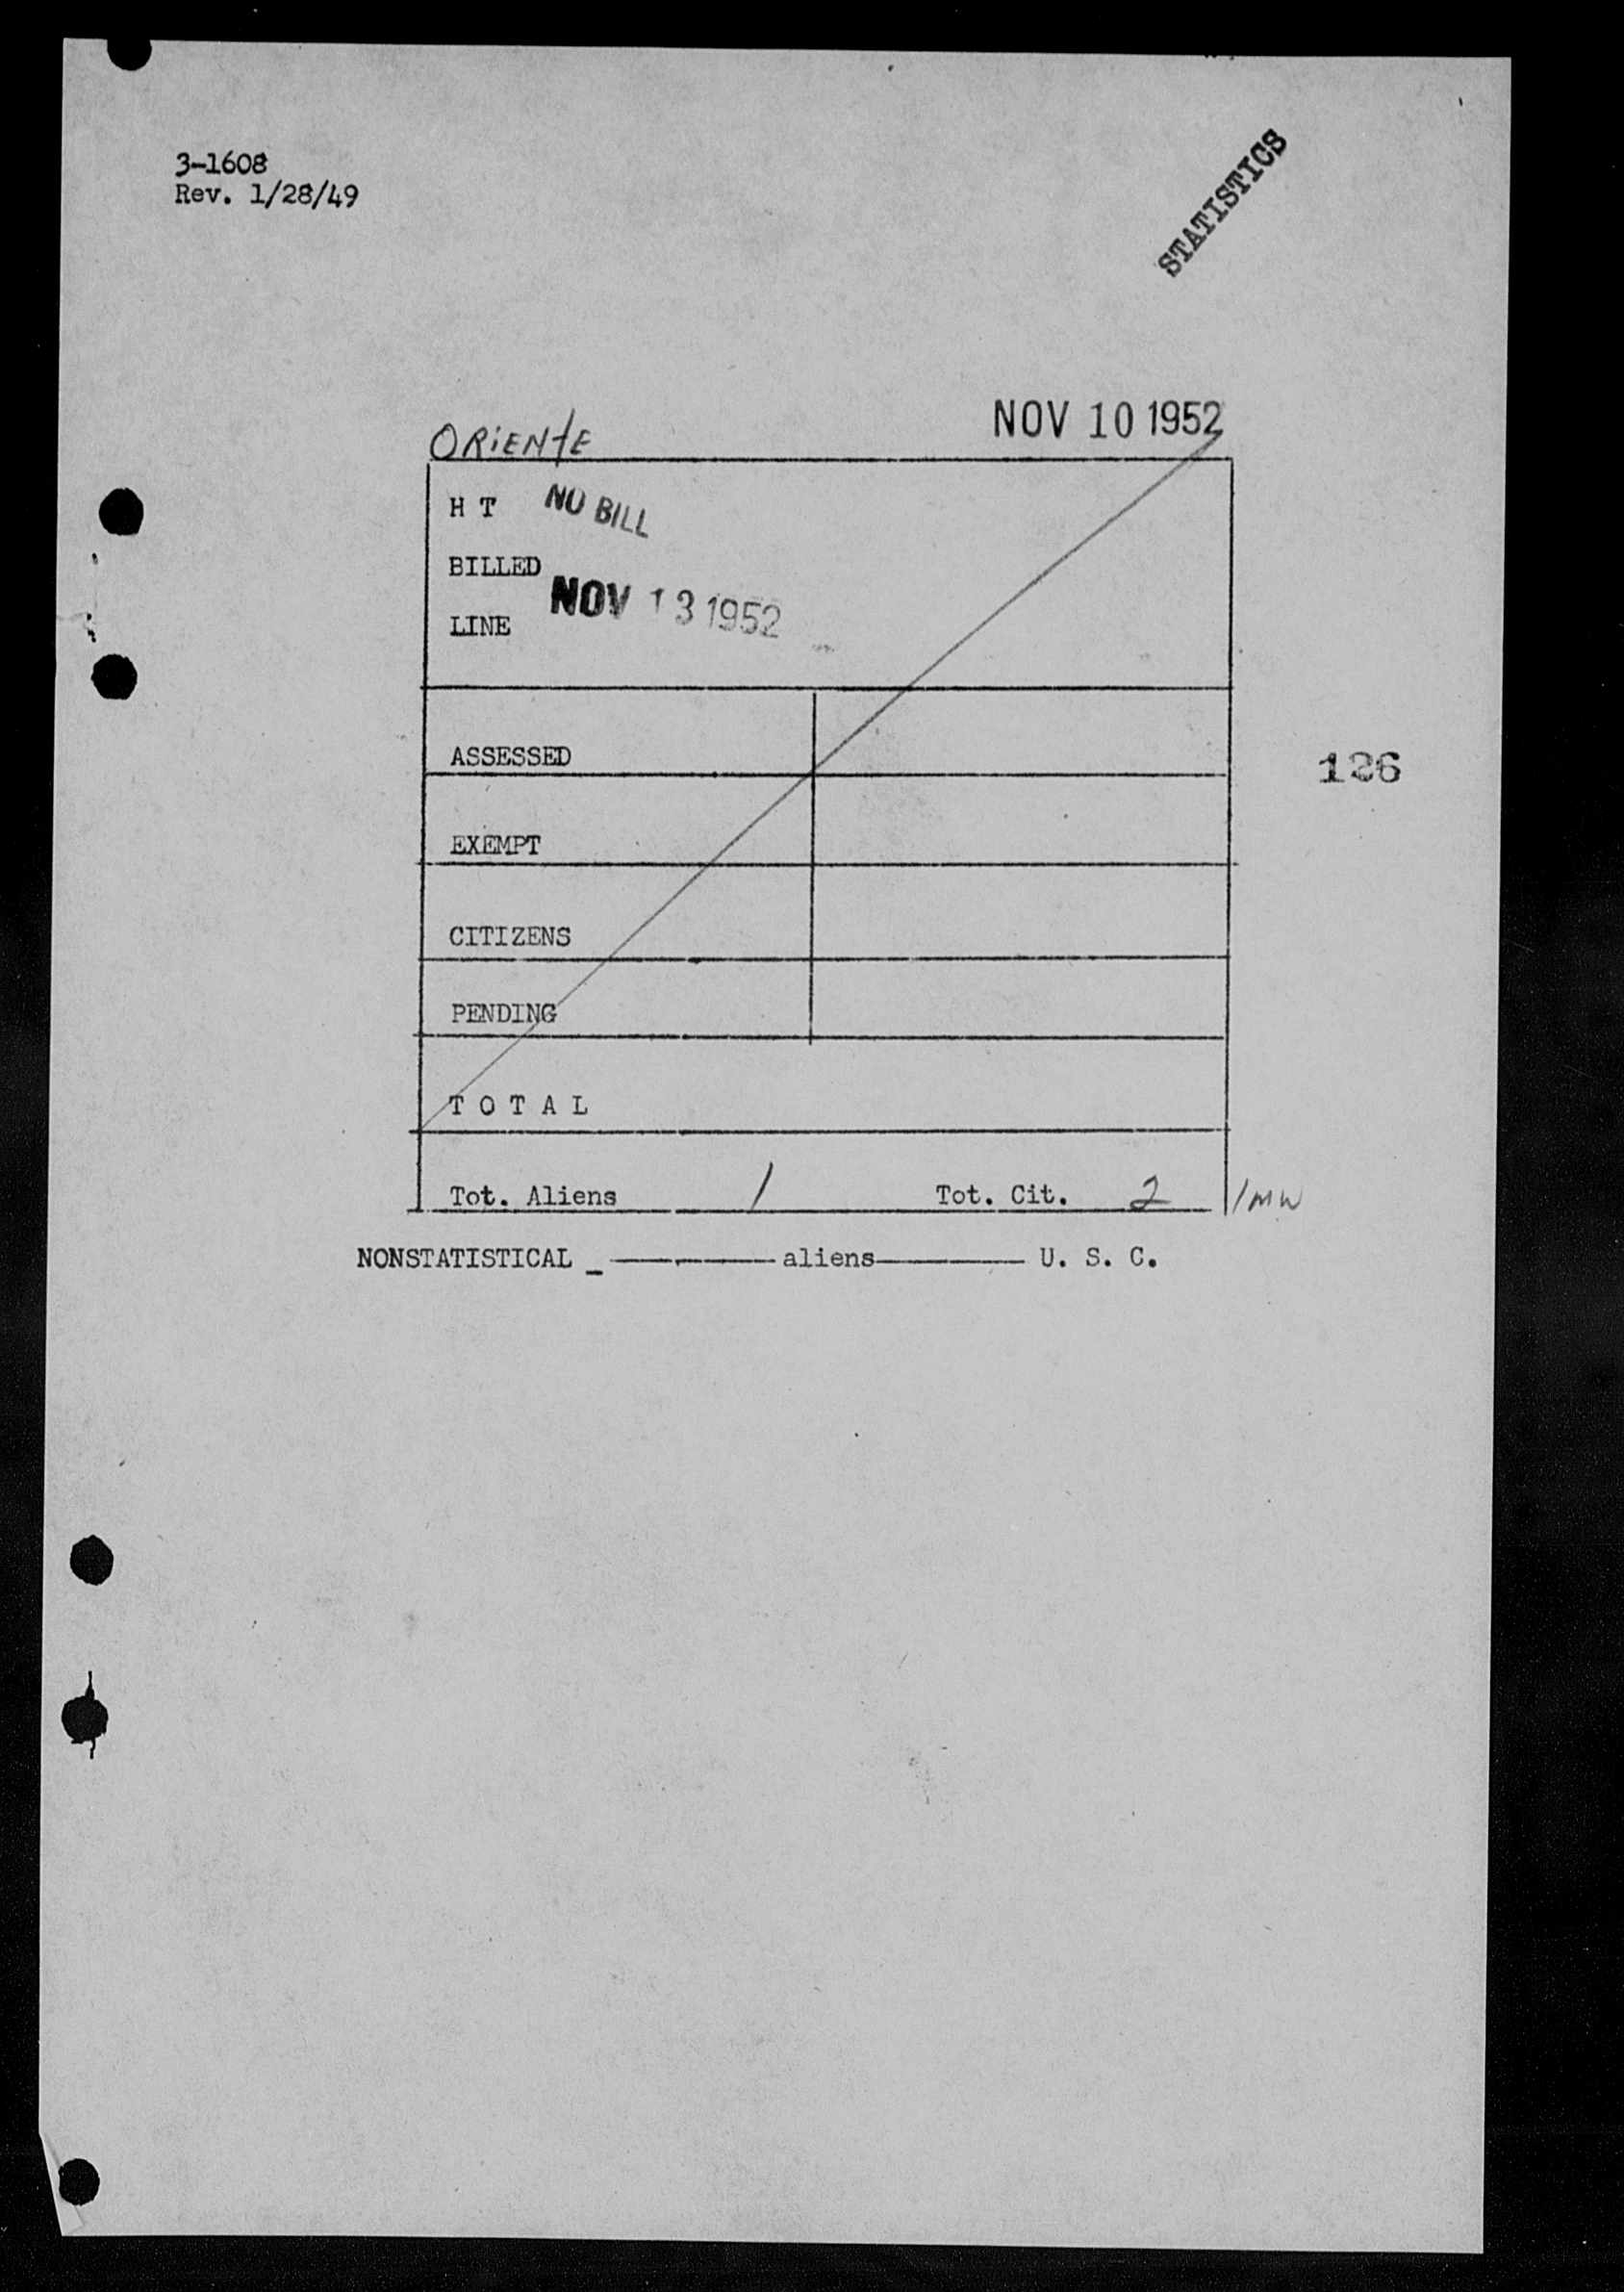 3-1608
Rev. 1/28/49
STATISTICS
ORiENtE
NOV 10 1952
H T NO BILL
BILLED
NOV 13 1952
LINE
ASSESSED
126
EXEMPT
CITIZENS
PENDING
T O T A L
Tot. Aliens 1 Tot. Cit. 2 /mw
NONSTATISTICAL _ aliens U. S. C.